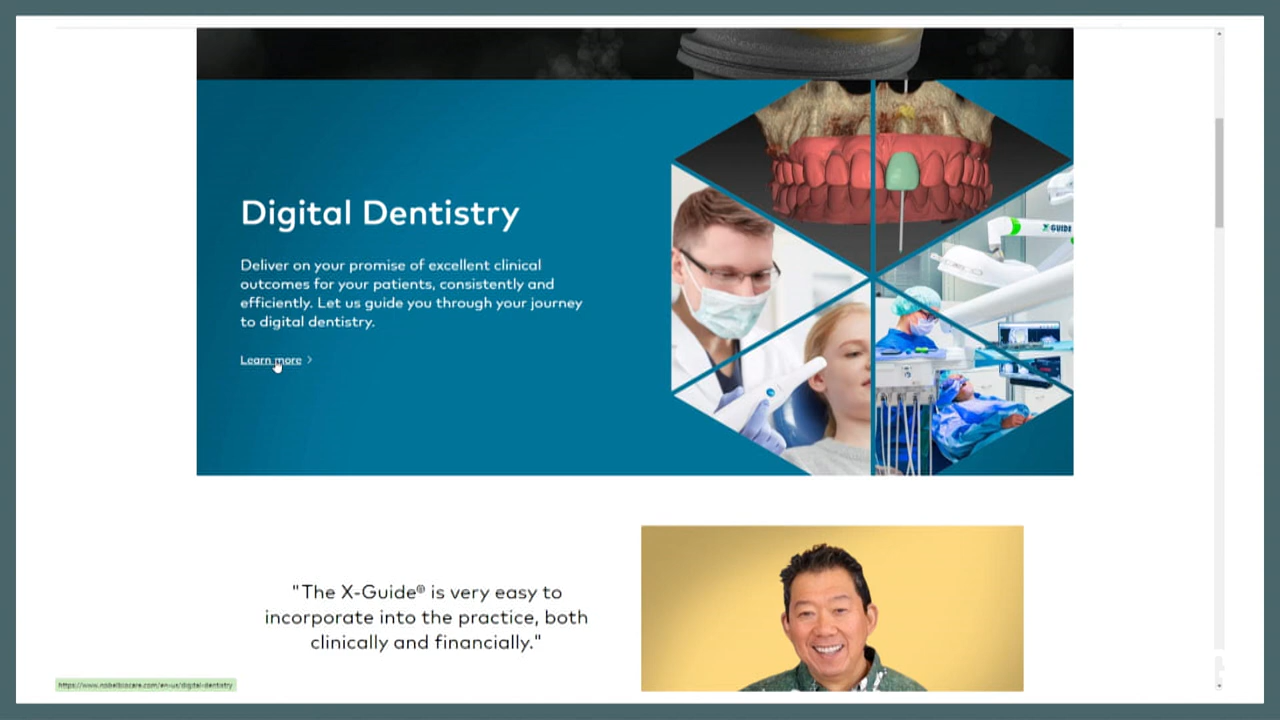 Digital Dentistry
Deliver on your promise of excellent clinical
outcomes for your patients, consistently and
efficiently. Let us guide you through your journey
to digital dentistry.
Learn more
X-GUIDE
"The X-Guide® is very easy to
incorporate into the practice, both
clinically and financially."
https://www.nobelbiocare.com/en-us/digital-dentistry